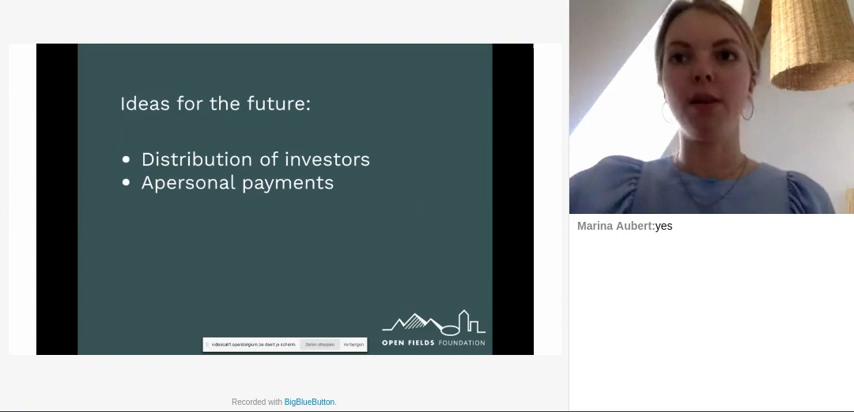 Ideas for the future:
Distribution of investors
Apersonal payments
OPEN FIELDS FOUNDATION
Marina Aubert:yes
Recorded with BigBlueButton.